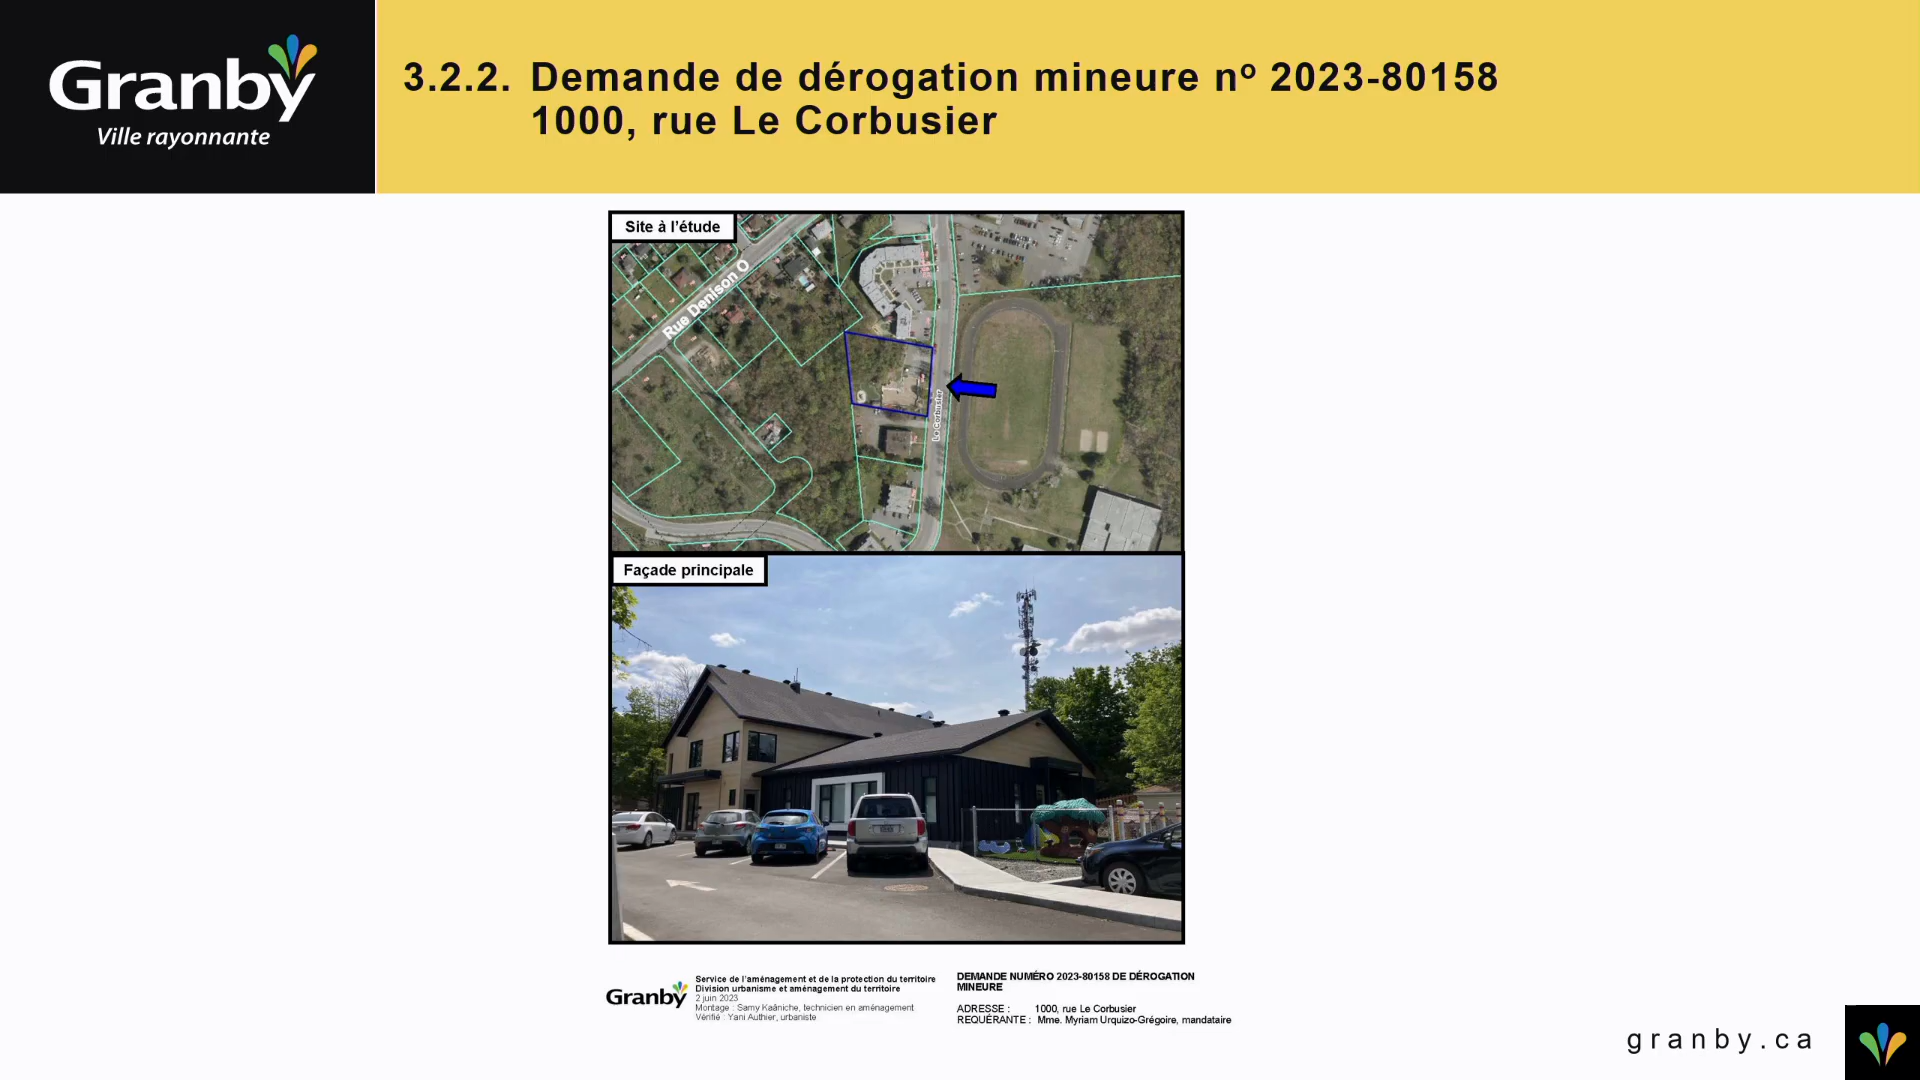 Granby
Ville rayonnante
3.2.2. Demande de dérogation mineure nº 2023-80158
1000, rue Le Corbusier
Site à l'étude
Rue Denison O
Le Corbusier
Façade principale
Granby
Service de l'aménagement et de la protection du territoire
Division urbanisme et aménagement du territoire
2 juin 2023
Montage : Samy Kaâniche, technicien en aménagement
Vérifié : Yani Authier, urbaniste
DEMANDE NUMÉRO 2023-80158 DE DÉROGATION
MINEURE
ADRESSE : 1000, rue Le Corbusier
REQUÉRANTE : Mme. Myriam Urquizo-Grégoire, mandataire
granby.ca